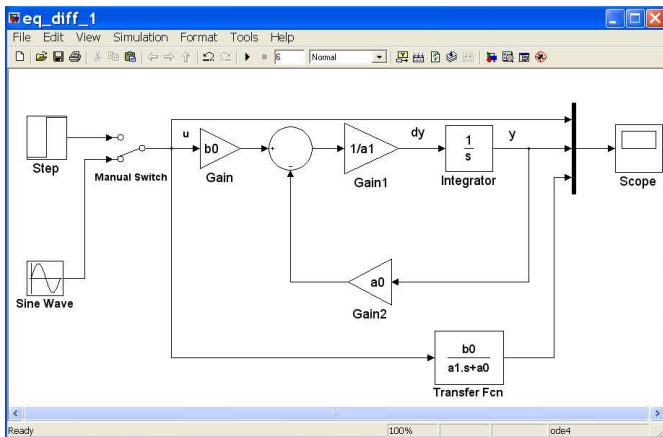 eq_diff_1
File Edit View Simulation Format Tools Help
6 Normal
Step
Manual Switch
u
b0
Gain
+
-
1/a1
Gain1
dy
1
s
Integrator
y
Scope
Sine Wave
a0
Gain2
b0
a1.s+a0
Transfer Fcn
Ready 100% ode4